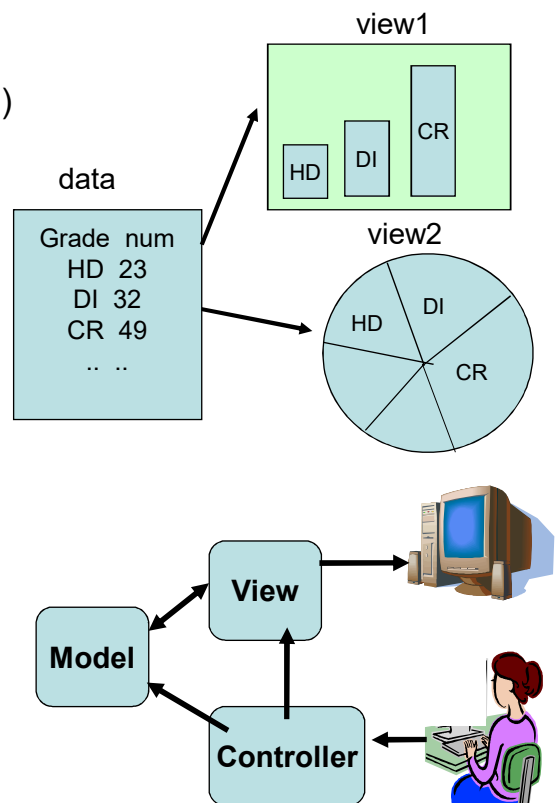 view1
)
CR
DI
HD
data
Grade num
HD 23
DI 32
CR 49
.. ..
view2
DI
HD
CR
View
Model
Controller